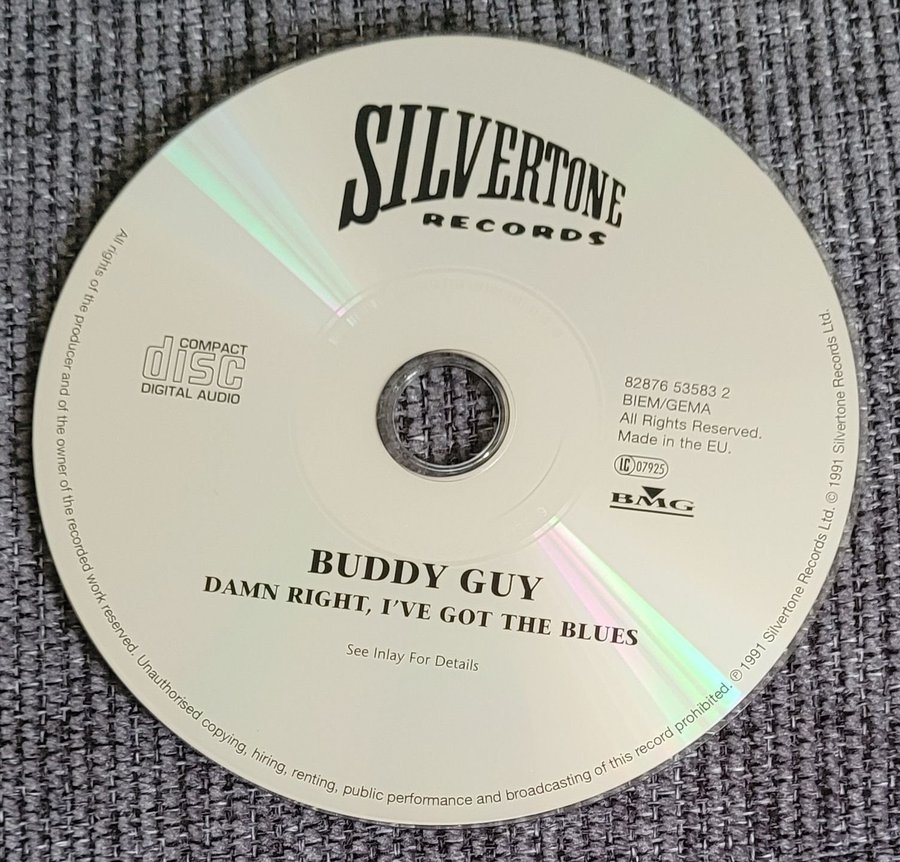 SILVERTONE
RECORDS
COMPACT
disc
DIGITAL AUDIO
82876 53583 2
BIEM/GEMA
All Rights Reserved.
Made in the EU.
LC 07925
BMG
BUDDY GUY
DAMN RIGHT, I'VE GOT THE BLUES
See Inlay For Details
All rights of the producer and of the owner of the recorded work reserved. Unauthorised copying, hiring, renting, public performance and broadcasting of this record prohibited. ℗ 1991 Silvertone Records Ltd. © 1991 Silvertone Records Ltd.